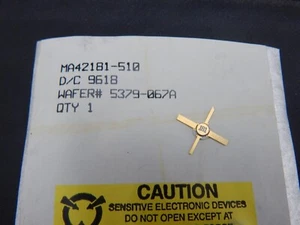 MA42181-510
D/C 9618
WAFER# 5379-067A
QTY 1
CAUTION
SENSITIVE ELECTRONIC DEVICES
DO NOT OPEN EXCEPT AT